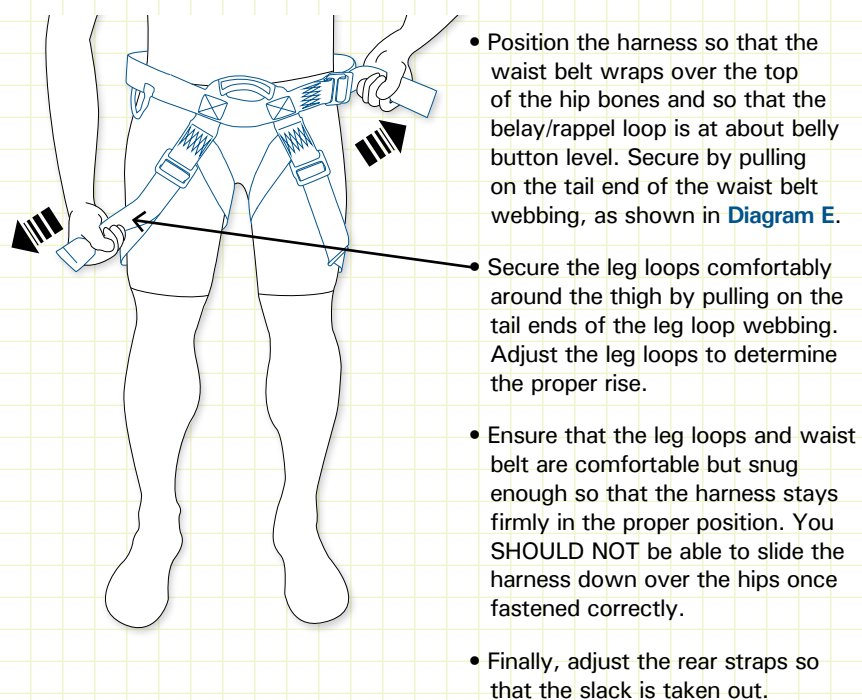 • Position the harness so that the
waist belt wraps over the top
of the hip bones and so that the
belay/rappel loop is at about belly
button level. Secure by pulling
on the tail end of the waist belt
webbing, as shown in Diagram E.
• Secure the leg loops comfortably
around the thigh by pulling on the
tail ends of the leg loop webbing.
Adjust the leg loops to determine
the proper rise.
• Ensure that the leg loops and waist
belt are comfortable but snug
enough so that the harness stays
firmly in the proper position. You
SHOULD NOT be able to slide the
harness down over the hips once
fastened correctly.
• Finally, adjust the rear straps so
that the slack is taken out.